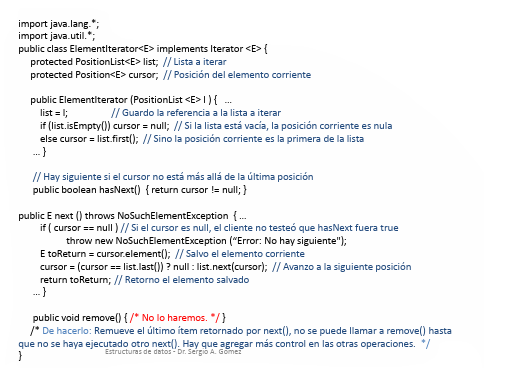 import java.lang.*;
import java.util.*;
public class ElementIterator<E> implements Iterator <E> {
protected PositionList<E> list; // Lista a iterar
protected Position<E> cursor; // Posición del elemento corriente
public ElementIterator (PositionList <E> l ) { ...
list = l; // Guardo la referencia a la lista a iterar
if (list.isEmpty()) cursor = null; // Si la lista está vacía, la posición corriente es nula
else cursor = list.first(); // Sino la posición corriente es la primera de la lista
... }
// Hay siguiente si el cursor no está más allá de la última posición
public boolean hasNext() { return cursor != null; }
public E next () throws NoSuchElementException { ...
if ( cursor == null ) // Si el cursor es null, el cliente no testeó que hasNext fuera true
throw new NoSuchElementException ("Error: No hay siguiente");
E toReturn = cursor.element(); // Salvo el elemento corriente
cursor = (cursor == list.last()) ? null : list.next(cursor); // Avanzo a la siguiente posición
return toReturn; // Retorno el elemento salvado
... }
public void remove() { /* No lo haremos. */ }
/* De hacerlo: Remueve el último ítem retornado por next(), no se puede llamar a remove() hasta
que no se haya ejecutado otro next(). Hay que agregar más control en las otras operaciones. */
}
Estructuras de datos - Dr. Sergio A. Gómez